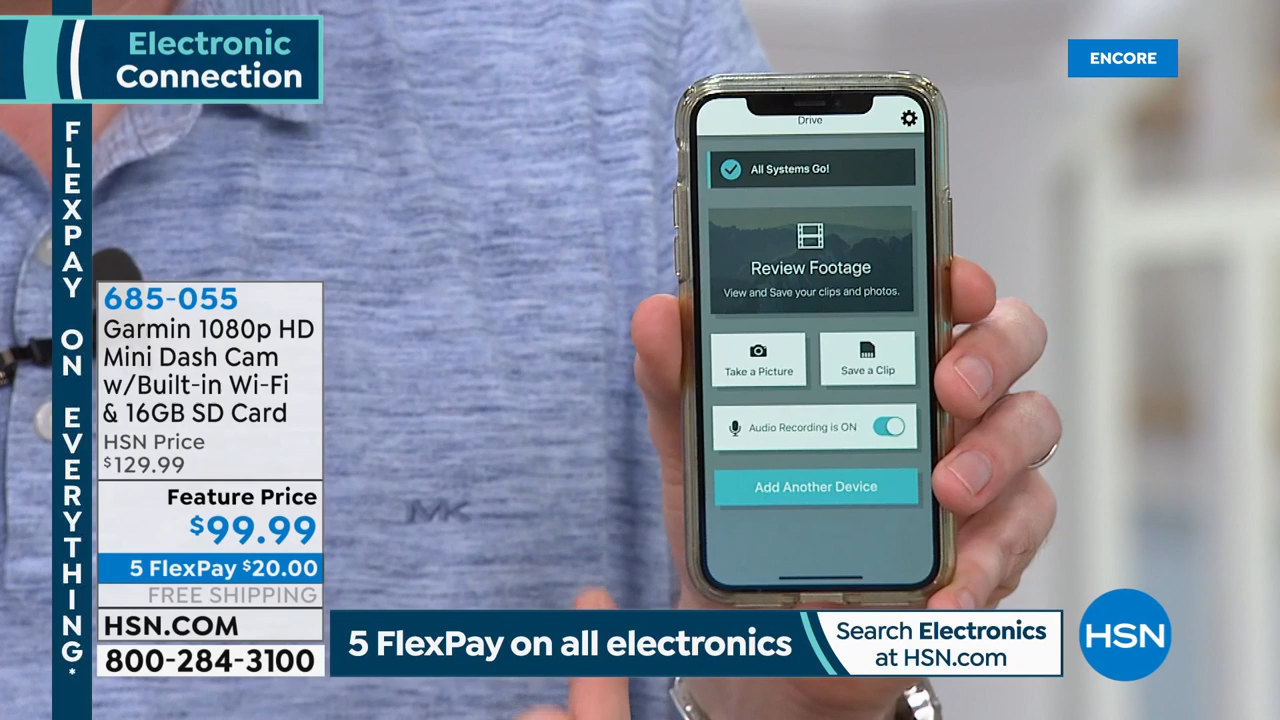 Electronic
Connection
ENCORE
FLEXPAY ON EVERYTHING*
685-055
Garmin 1080p HD
Mini Dash Cam
w/Built-in Wi-Fi
& 16GB SD Card
HSN Price
$129.99
Feature Price
$99.99
5 FlexPay $20.00
FREE SHIPPING
HSN.COM
800-284-3100
Drive
All Systems Go!
Review Footage
View and Save your clips and photos.
Take a Picture
Save a Clip
Audio Recording is ON
Add Another Device
MK
5 FlexPay on all electronics
Search Electronics
at HSN.com
HSN